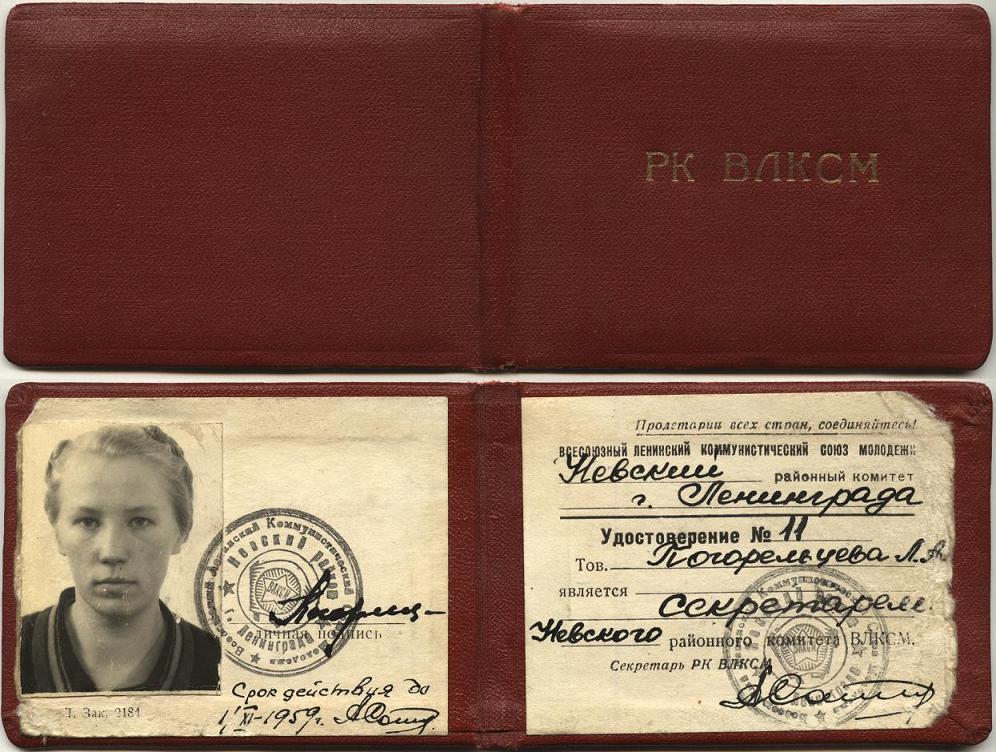 РК ВЛКСМ
личная подпись
Срок действия до
1/XI-1959г.
Т. Зак. 2184
Пролетарии всех стран, соединяйтесь!
ВСЕСОЮЗНЫЙ ЛЕНИНСКИЙ КОММУНИСТИЧЕСКИЙ СОЮЗ МОЛОДЕЖИ
Невский районный комитет
г. Ленинграда
Удостоверение № 11
Тов. Погорельцева Л.А.
является секретарем
Невского районного комитета ВЛКСМ.
Секретарь РК ВЛКСМ